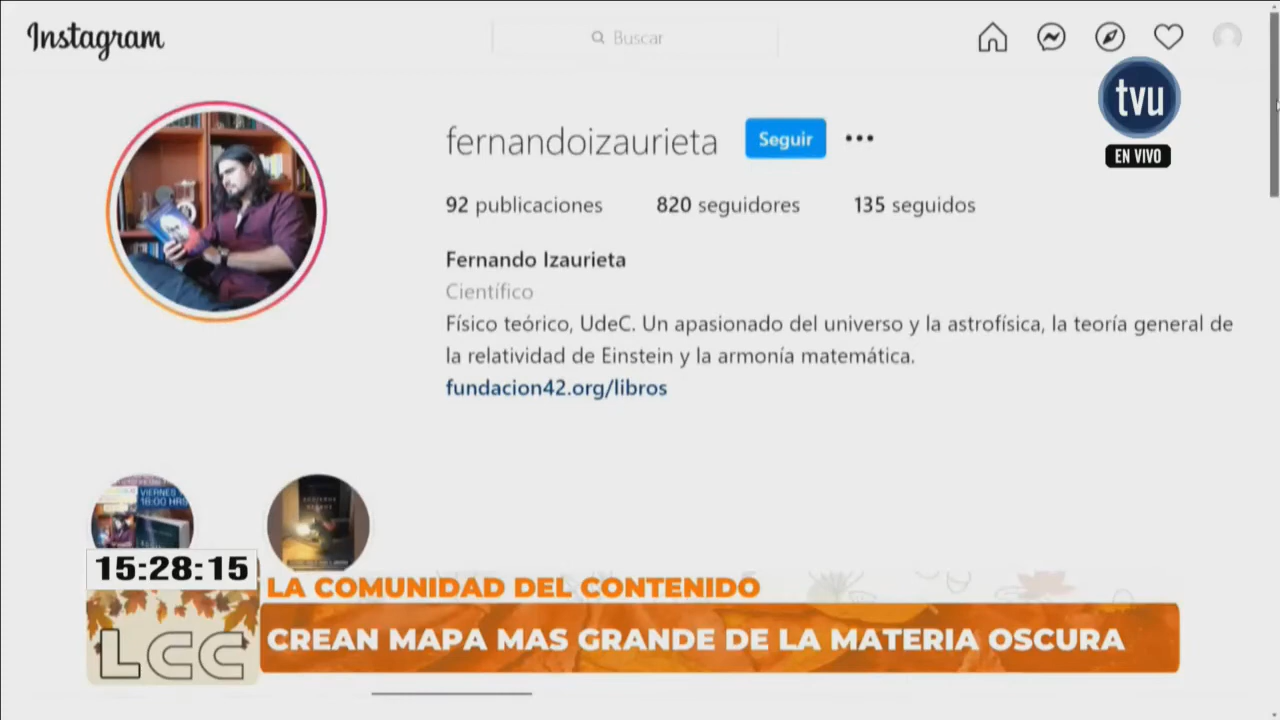 Instagram
Buscar
tvu
EN VIVO
fernandoizaurieta
Seguir
92 publicaciones 820 seguidores 135 seguidos
Fernando Izaurieta
Científico
Físico teórico, UdeC. Un apasionado del universo y la astrofísica, la teoría general de
la relatividad de Einstein y la armonía matemática.
fundacion42.org/libros
VIERNES
18:00 HRS
15:28:15
LA COMUNIDAD DEL CONTENIDO
LCC
CREAN MAPA MAS GRANDE DE LA MATERIA OSCURA